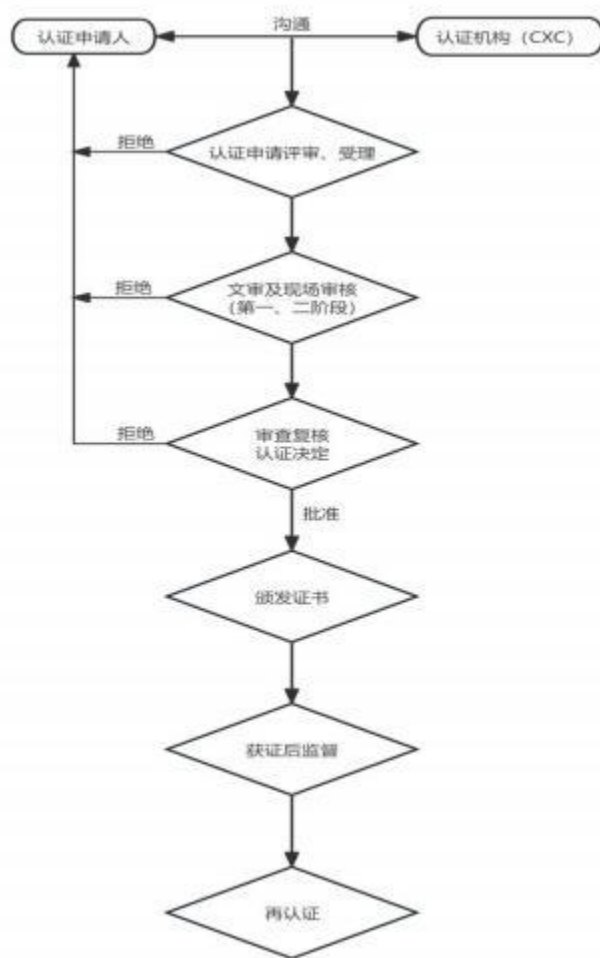 认证申请人
沟通
认证机构（CXC）
拒绝
认证申请评审、受理
拒绝
文审及现场审核
（第一、二阶段）
拒绝
审查复核
认证决定
批准
颁发证书
获证后监督
再认证